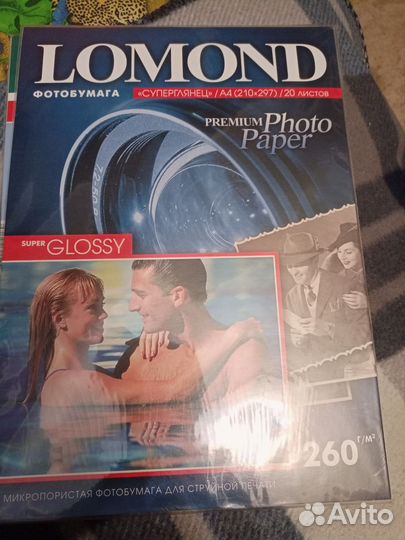 LOMOND
ФОТОБУМАГА
«СУПЕРГЛЯНЕЦ» / А4 (210×297) / 20 ЛИСТОВ
PREMIUM Photo
Paper
SUPER GLOSSY
260 г/м²
МИКРОПОРИСТАЯ ФОТОБУМАГА ДЛЯ СТРУЙНОЙ ПЕЧАТИ
Avito